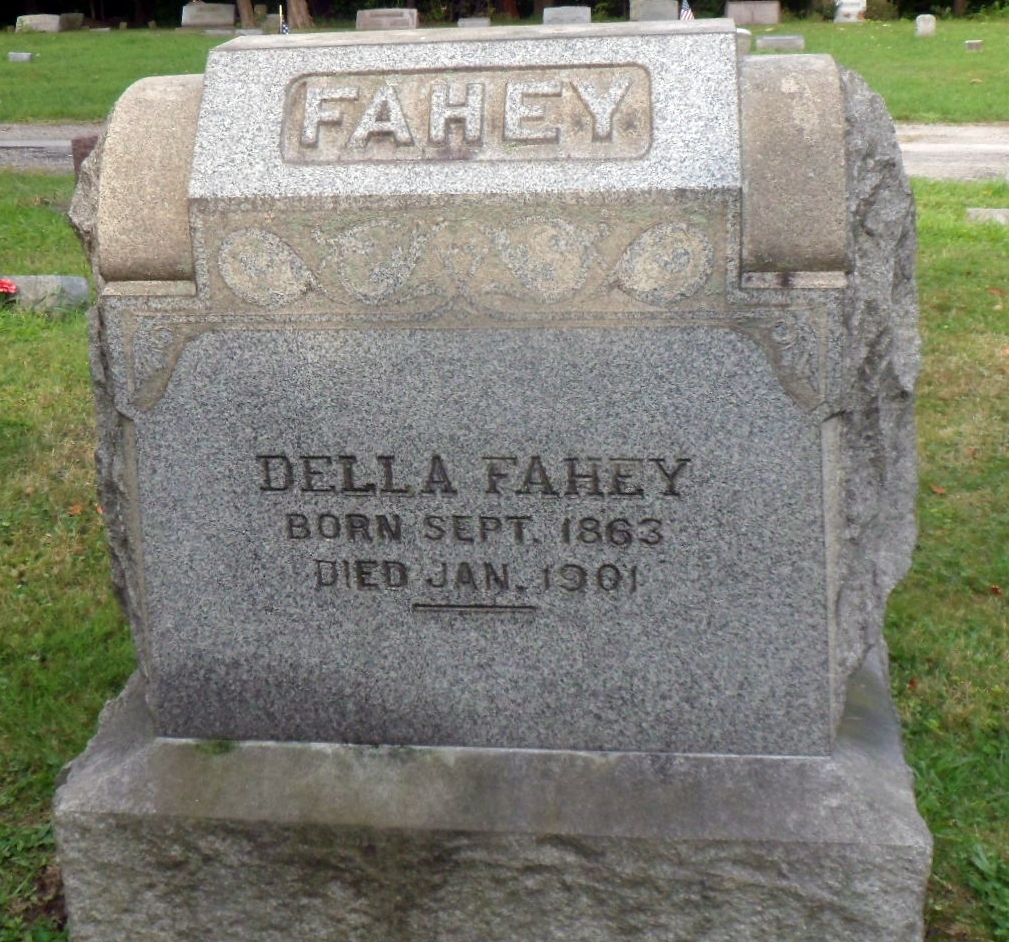 FAHEY
DELLA FAHEY
BORN SEPT. 1863
DIED JAN. 1901